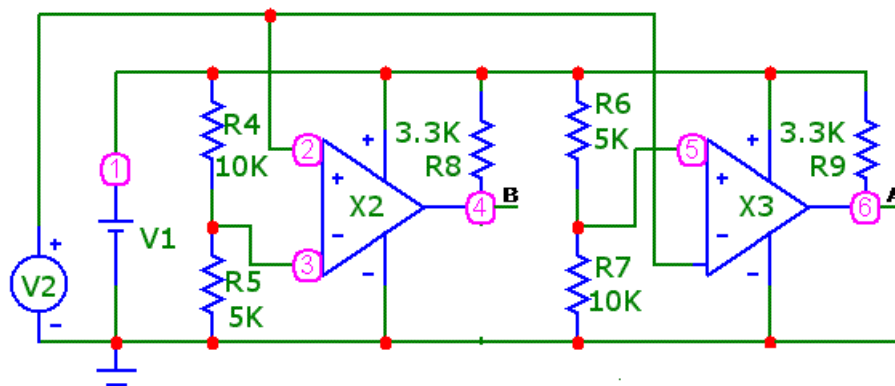 R4
10K
R5
5K
V1
V2
+
-
1
2
3
+
-
X2
+
-
3.3K
R8
4
B
R6
5K
R7
10K
5
+
-
X3
+
-
3.3K
R9
6
A